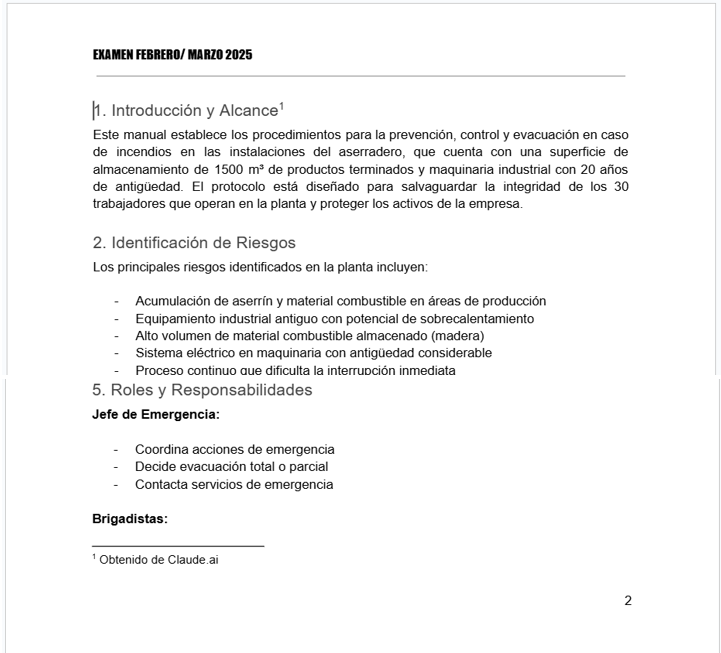 EXAMEN FEBRERO/ MARZO 2025
1. Introducción y Alcance¹
Este manual establece los procedimientos para la prevención, control y evacuación en caso
de incendios en las instalaciones del aserradero, que cuenta con una superficie de
almacenamiento de 1500 m³ de productos terminados y maquinaria industrial con 20 años
de antigüedad. El protocolo está diseñado para salvaguardar la integridad de los 30
trabajadores que operan en la planta y proteger los activos de la empresa.
2. Identificación de Riesgos
Los principales riesgos identificados en la planta incluyen:
- Acumulación de aserrín y material combustible en áreas de producción
- Equipamiento industrial antiguo con potencial de sobrecalentamiento
- Alto volumen de material combustible almacenado (madera)
- Sistema eléctrico en maquinaria con antigüedad considerable
- Proceso continuo que dificulta la interrupción inmediata
5. Roles y Responsabilidades
Jefe de Emergencia:
- Coordina acciones de emergencia
- Decide evacuación total o parcial
- Contacta servicios de emergencia
Brigadistas:
¹ Obtenido de Claude.ai
2